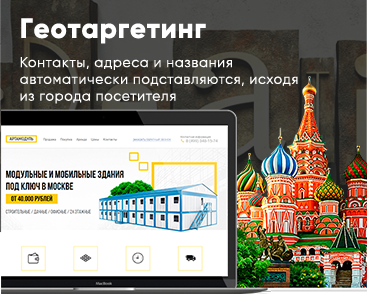 Геотаргетинг
Контакты, адреса и названия
автоматически подставляются, исходя
из города посетителя
АРТАМОДУЛЬ
МОДУЛЬНЫЕ И МОБИЛЬНЫЕ ЗДАНИЯ
ПОД КЛЮЧ В МОСКВЕ
ОТ 40.000 РУБЛЕЙ
СТРОИТЕЛЬНЫЕ / ДАЧНЫЕ / ОФИСНЫЕ / 2Х ЭТАЖНЫЕ
MacBook